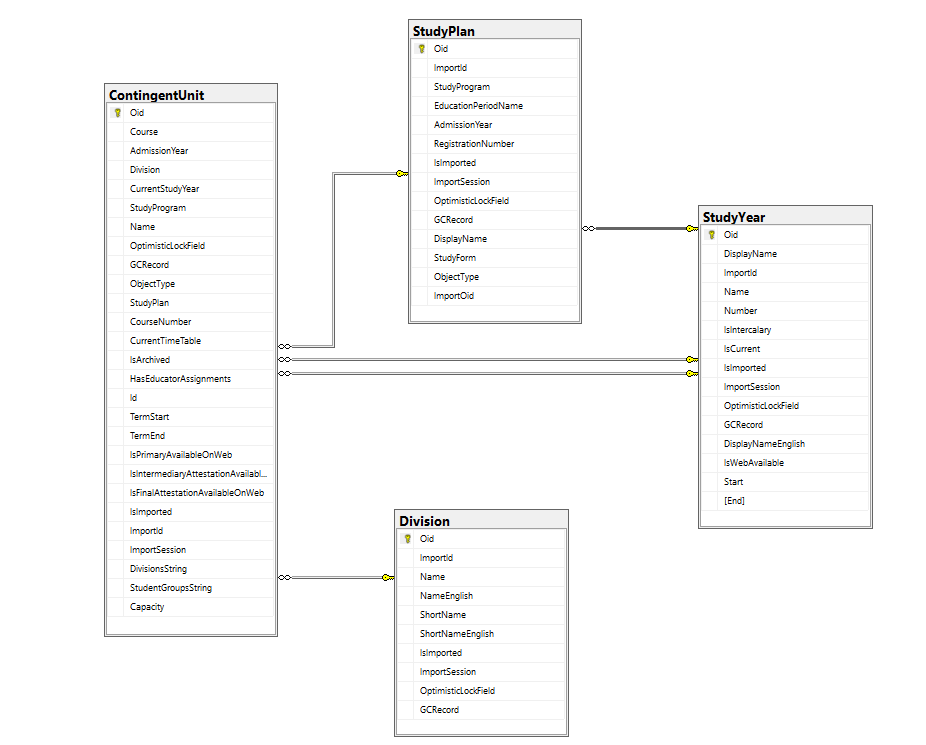 StudyPlan
Oid
ImportId
StudyProgram
EducationPeriodName
AdmissionYear
RegistrationNumber
IsImported
ImportSession
OptimisticLockField
GCRecord
DisplayName
StudyForm
ObjectType
ImportOid
ContingentUnit
Oid
Course
AdmissionYear
Division
CurrentStudyYear
StudyProgram
Name
OptimisticLockField
GCRecord
ObjectType
StudyPlan
CourseNumber
CurrentTimeTable
IsArchived
HasEducatorAssignments
Id
TermStart
TermEnd
IsPrimaryAvailableOnWeb
IsIntermediaryAttestationAvailabl...
IsFinalAttestationAvailableOnWeb
IsImported
ImportId
ImportSession
DivisionsString
StudentGroupsString
Capacity
StudyYear
Oid
DisplayName
ImportId
Name
Number
IsIntercalary
IsCurrent
IsImported
ImportSession
OptimisticLockField
GCRecord
DisplayNameEnglish
IsWebAvailable
Start
[End]
Division
Oid
ImportId
Name
NameEnglish
ShortName
ShortNameEnglish
IsImported
ImportSession
OptimisticLockField
GCRecord